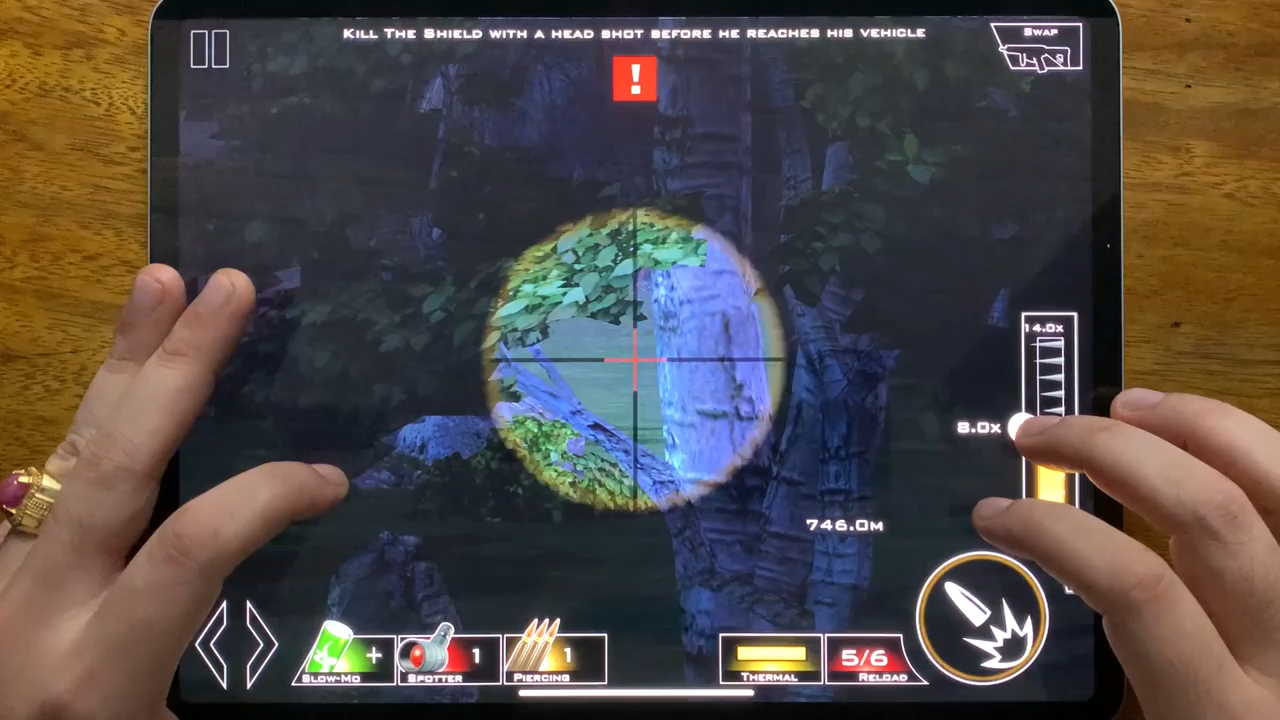 KILL THE SHIELD WITH A HEAD SHOT BEFORE HE REACHES HIS VEHICLE
SWAP
!
14.0X
8.0X
746.0M
+
1
1
5/6
SLOW-MO
SPOTTER
PIERCING
THERMAL
RELOAD